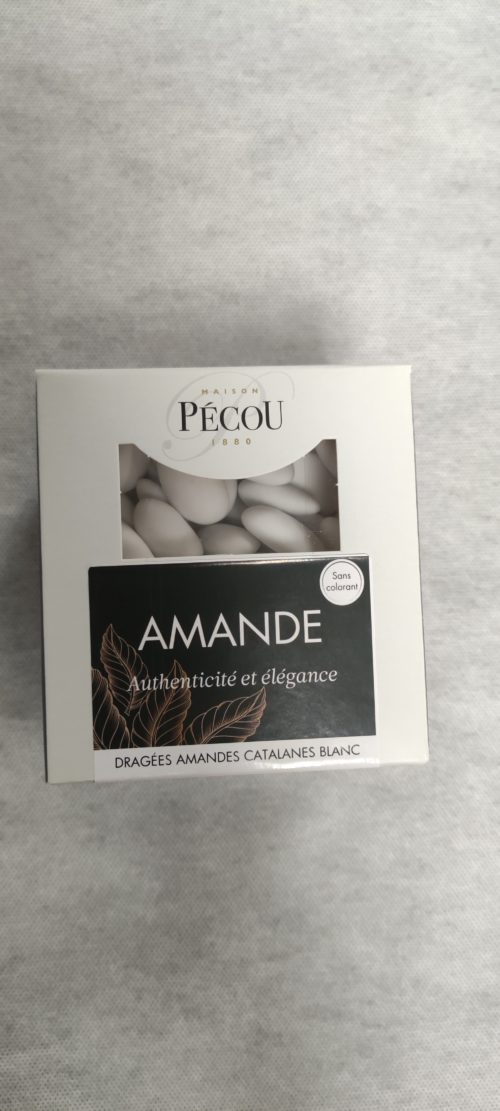 MAISON
PÉCOU
1880
Sans
colorant
AMANDE
Authenticité et élégance
DRAGÉES AMANDES CATALANES BLANC